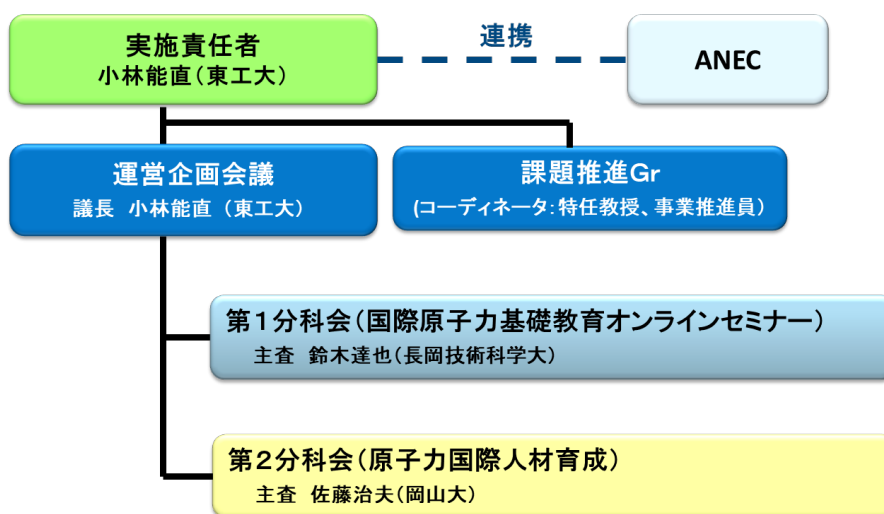 実施責任者
小林能直(東工大)
連携
ANEC
運営企画会議
議長 小林能直 (東工大)
課題推進Gr
(コーディネータ:特任教授、事業推進員)
第1分科会(国際原子力基礎教育オンラインセミナー)
主査 鈴木達也(長岡技術科学大)
第2分科会(原子力国際人材育成)
主査 佐藤治夫(岡山大)